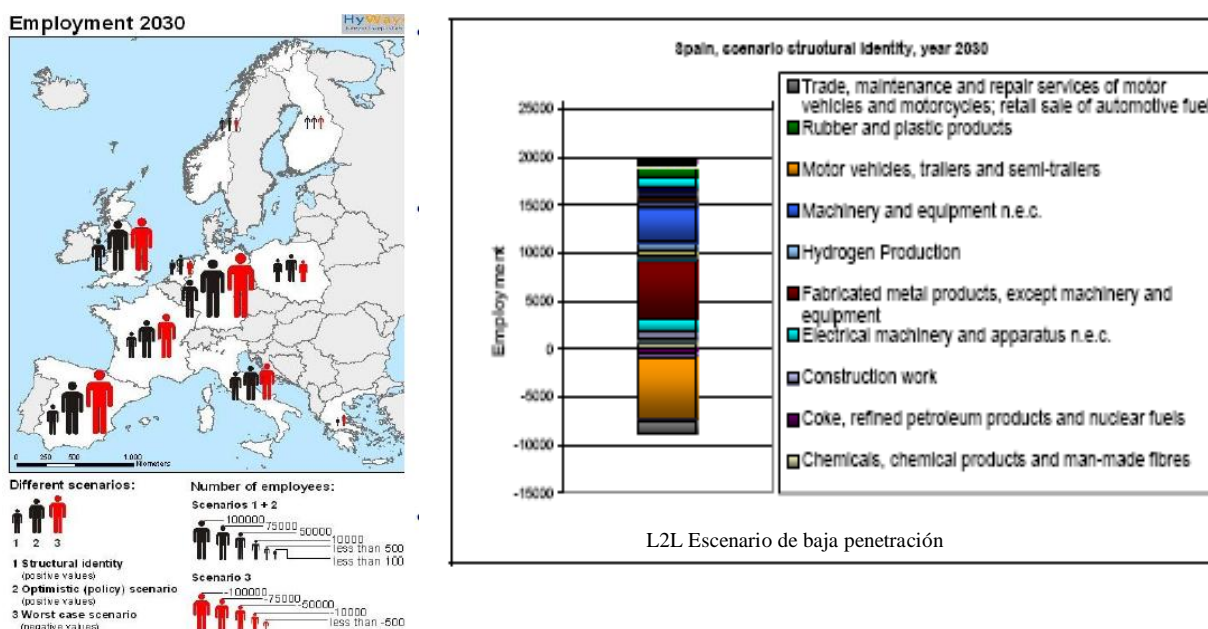 Employment 2030
HyWays
0 250 500 1.000
Kilometers
Different scenarios:
1 2 3
1 Structural identity
(positive values)
2 Optimistic (policy) scenario
(positive values)
3 Worst case scenario
(negative values)
Number of employees:
Scenarios 1 + 2
100000
75000
50000
10000
less than 500
less than 100
Scenario 3
-100000
-75000
-50000
-10000
less than -500
Spain, scenario structural identity, year 2030
Employment
25000
20000
15000
10000
5000
0
-5000
-10000
-15000
Trade, maintenance and repair services of motor
vehicles and motorcycles; retail sale of automotive fuel
Rubber and plastic products
Motor vehicles, trailers and semi-trailers
Machinery and equipment n.e.c.
Hydrogen Production
Fabricated metal products, except machinery and
equipment
Electrical machinery and apparatus n.e.c.
Construction work
Coke, refined petroleum products and nuclear fuels
Chemicals, chemical products and man-made fibres
L2L Escenario de baja penetración